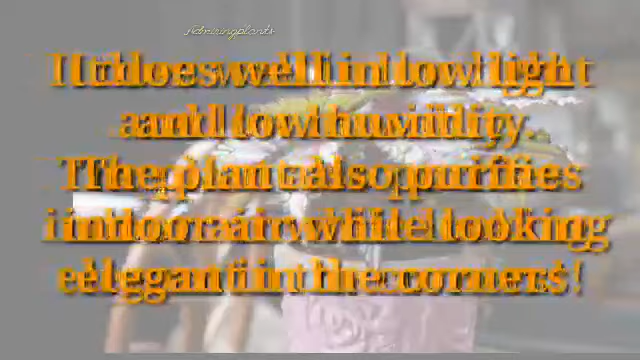 Admiringplants
It does well in low light
and low humidity.
The plant also purifies
indoor air while looking
elegant in the corners!